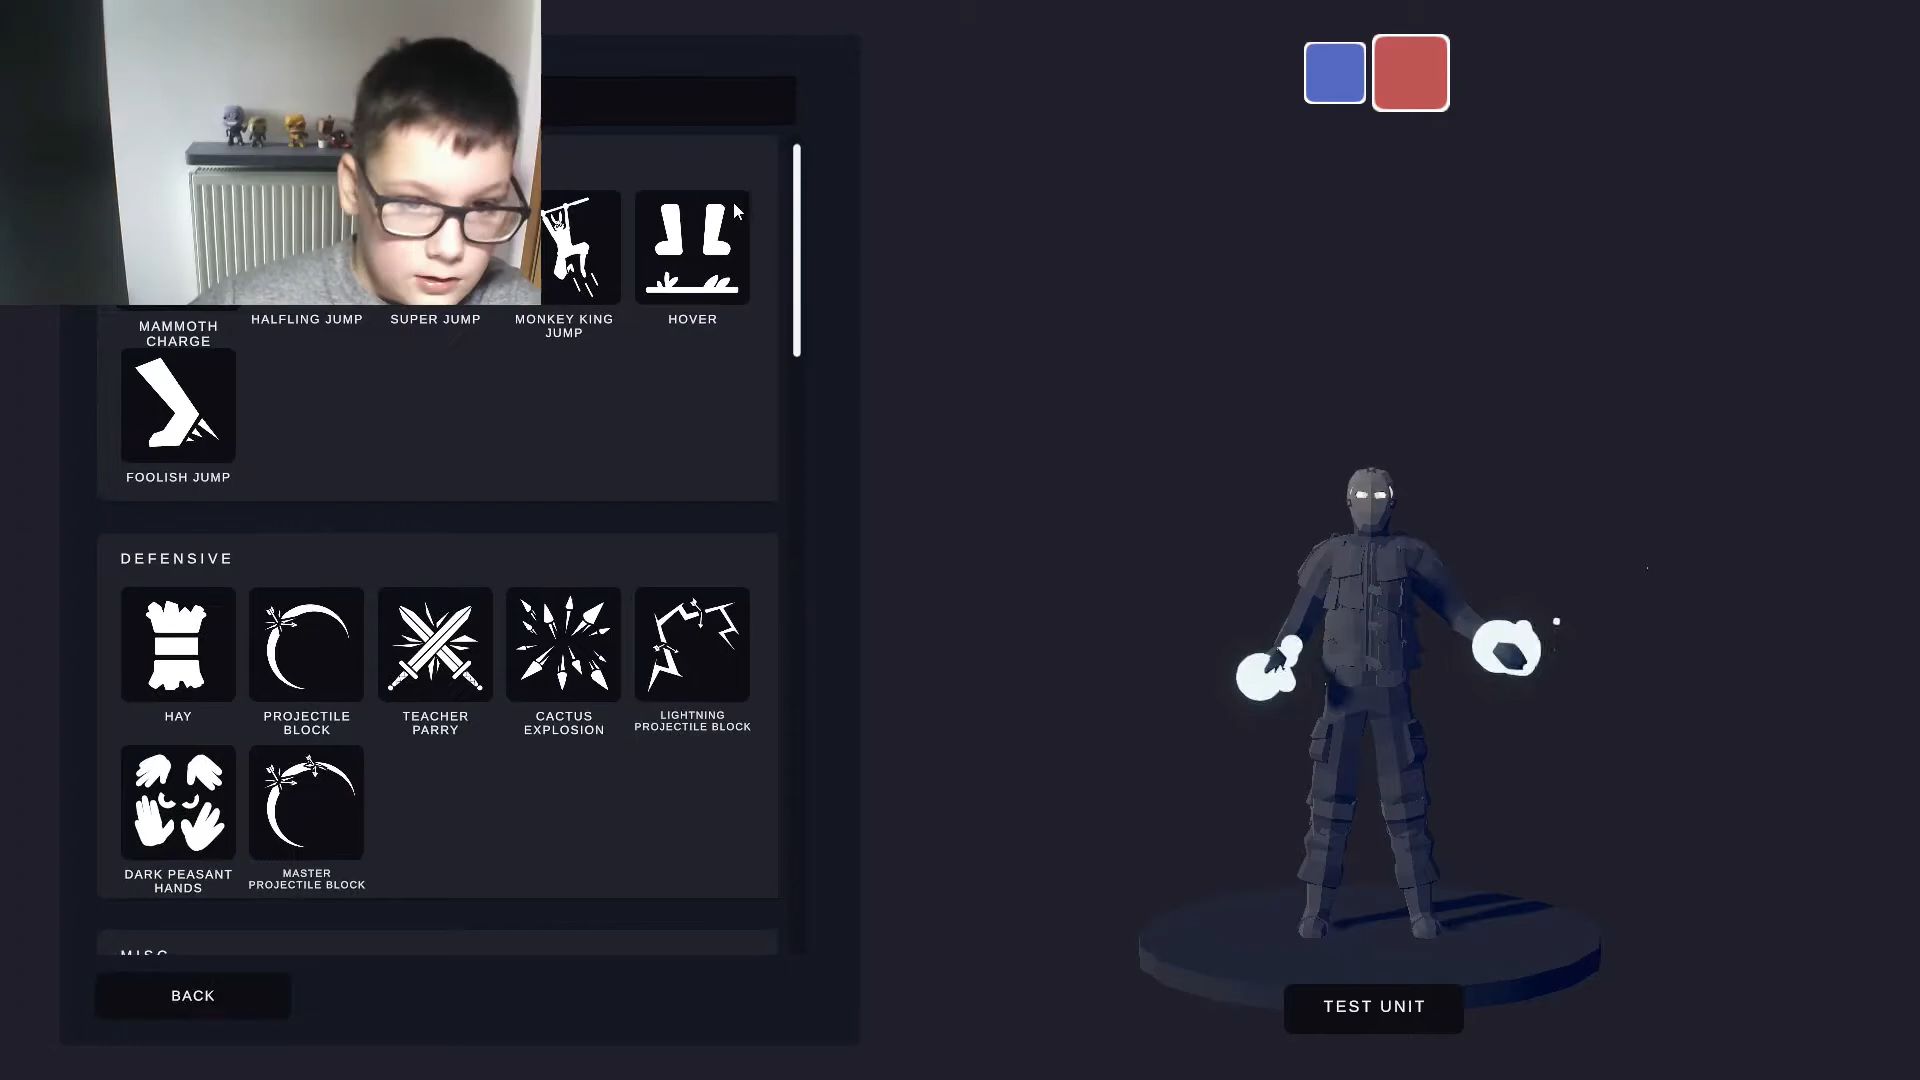 MAMMOTH
CHARGE
HALFLING JUMP
SUPER JUMP
MONKEY KING
JUMP
HOVER
FOOLISH JUMP
DEFENSIVE
HAY
PROJECTILE
BLOCK
TEACHER
PARRY
CACTUS
EXPLOSION
LIGHTNING
PROJECTILE BLOCK
DARK PEASANT
HANDS
MASTER
PROJECTILE BLOCK
MISC
BACK
TEST UNIT